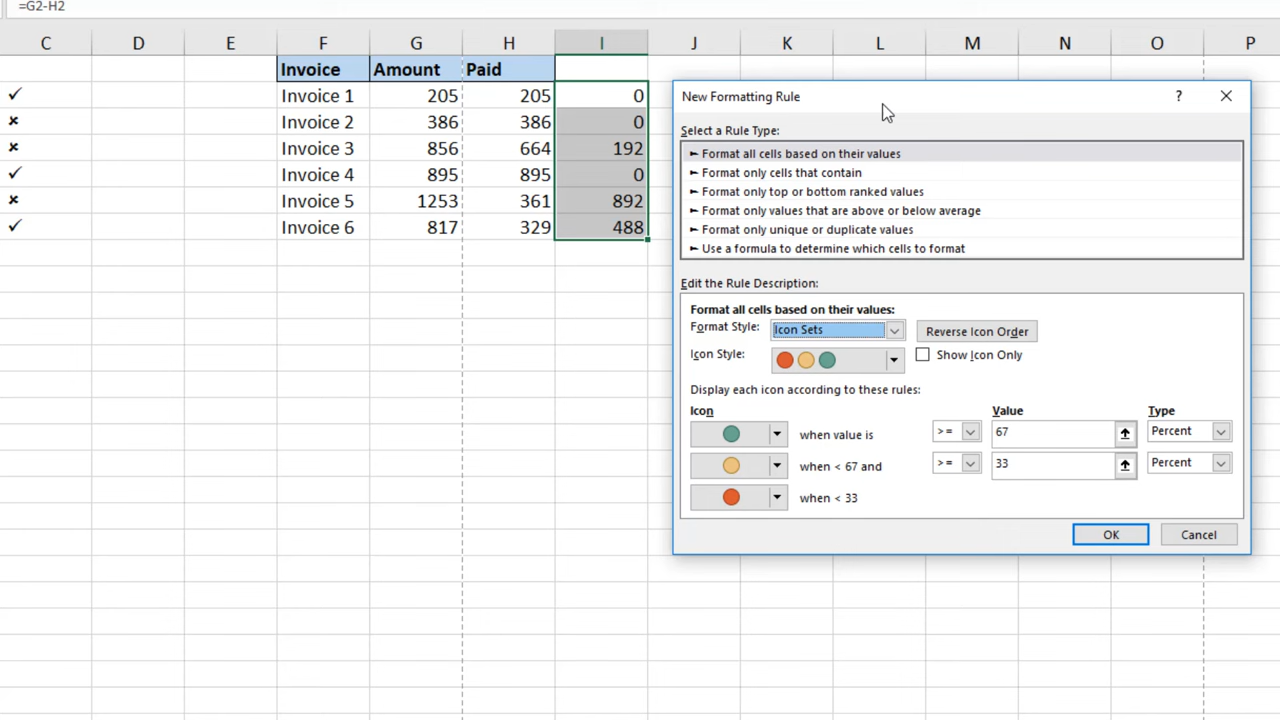 =G2-H2
C D E F G H I J K L M N O P
Invoice Amount Paid
✓ Invoice 1 205 205 0
× Invoice 2 386 386 0
× Invoice 3 856 664 192
✓ Invoice 4 895 895 0
× Invoice 5 1253 361 892
✓ Invoice 6 817 329 488
New Formatting Rule ? ×
Select a Rule Type:
► Format all cells based on their values
► Format only cells that contain
► Format only top or bottom ranked values
► Format only values that are above or below average
► Format only unique or duplicate values
► Use a formula to determine which cells to format
Edit the Rule Description:
Format all cells based on their values:
Format Style: Icon Sets Reverse Icon Order
Icon Style: Show Icon Only
Display each icon according to these rules:
Icon Value Type
when value is >= 67 Percent
when < 67 and >= 33 Percent
when < 33
OK Cancel